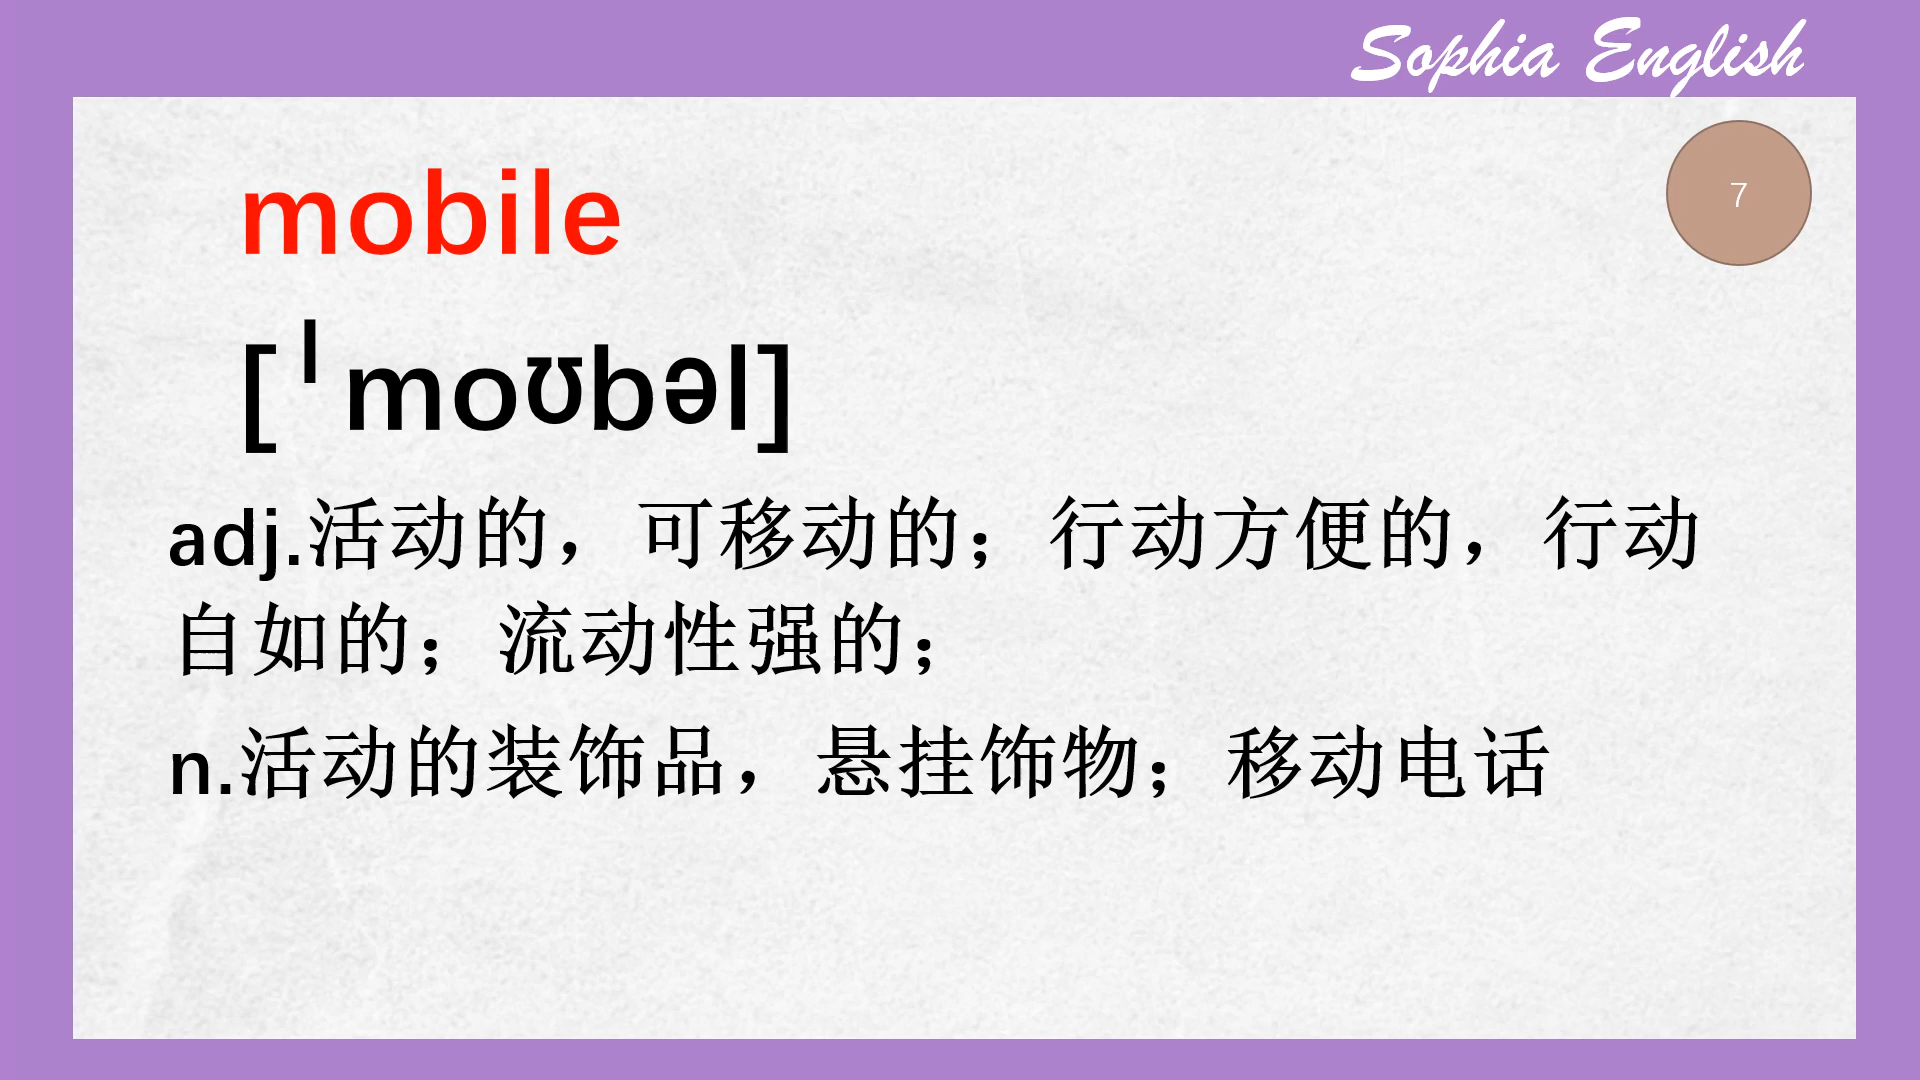 Sophia English
7
mobile
[ˈmoʊbəl]
adj.活动的，可移动的；行动方便的，行动
自如的；流动性强的；
n.活动的装饰品，悬挂饰物；移动电话